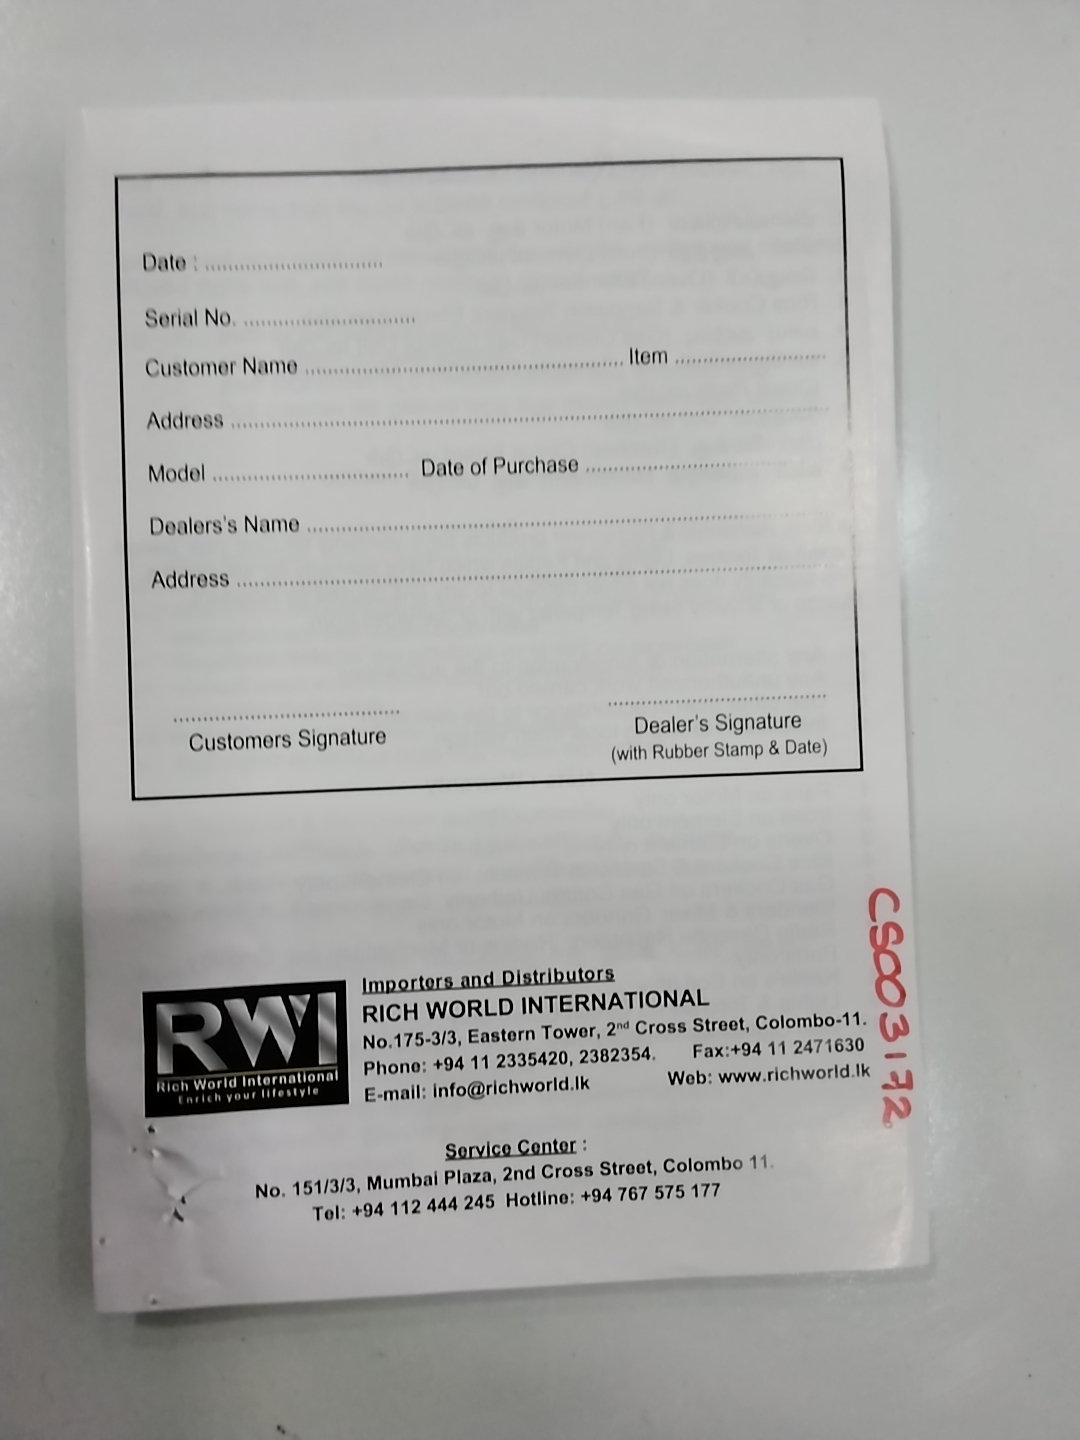 Date : ..............................
Serial No. .............................
Customer Name ...................................................... Item .........................
Address ....................................................................................................
Model ................................. Date of Purchase .....................................
Dealers's Name .......................................................................................
Address ...................................................................................................
...................................... .....................................
Customers Signature Dealer's Signature
(with Rubber Stamp & Date)
Importers and Distributors
RICH WORLD INTERNATIONAL
No.175-3/3, Eastern Tower, 2nd Cross Street, Colombo-11.
Phone: +94 11 2335420, 2382354. Fax:+94 11 2471630
E-mail: info@richworld.lk Web: www.richworld.lk
RWI
Rich World International
Enrich your lifestyle
Service Center :
No. 151/3/3, Mumbai Plaza, 2nd Cross Street, Colombo 11.
Tel: +94 112 444 245 Hotline: +94 767 575 177
CS003172